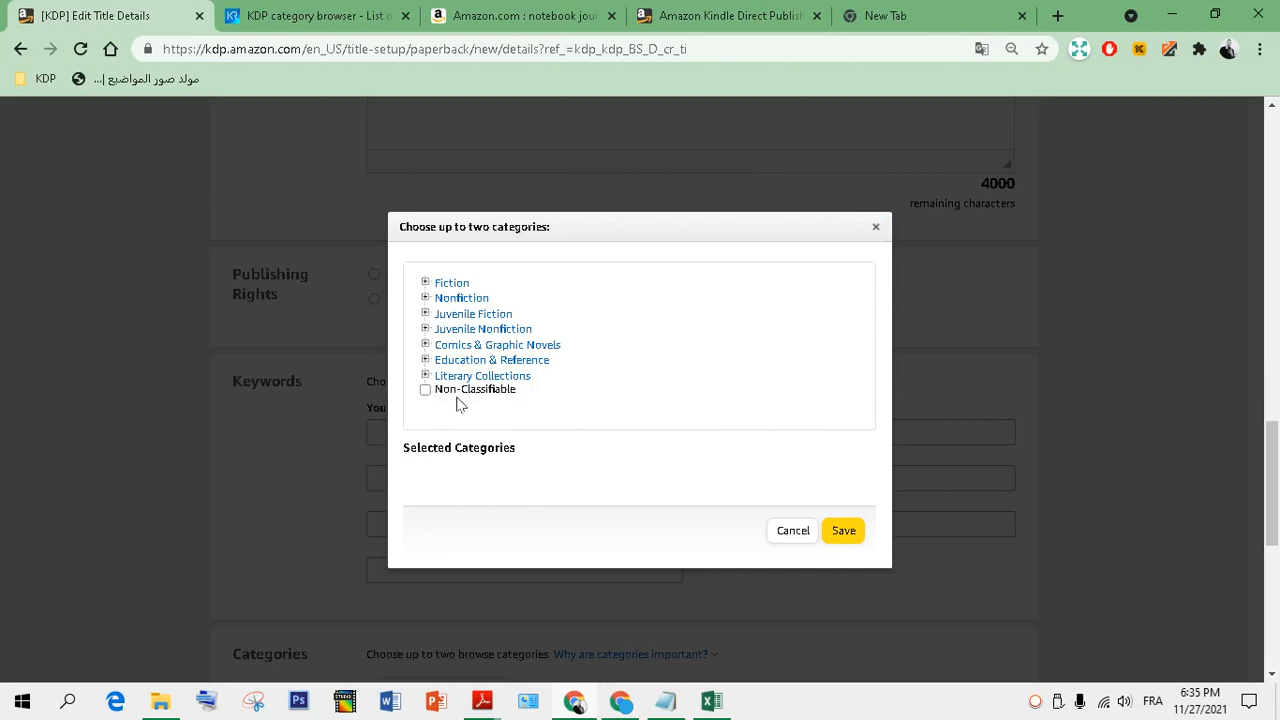 [KDP] Edit Title Details
KDP category browser - List o
Amazon.com : notebook jou
Amazon Kindle Direct Publish
New Tab
https://kdp.amazon.com/en_US/title-setup/paperback/new/details?ref_=kdp_kdp_BS_D_cr_ti
KDP
مولد صور المواضيع |...
4000
remaining characters
Choose up to two categories:
Fiction
Nonfiction
Juvenile Fiction
Juvenile Nonfiction
Comics & Graphic Novels
Education & Reference
Literary Collections
Non-Classifiable
Selected Categories
Cancel
Save
Publishing
Rights
Keywords
Choo
You
Categories
Choose up to two browse categories. Why are categories important?
FRA
6:35 PM
11/27/2021